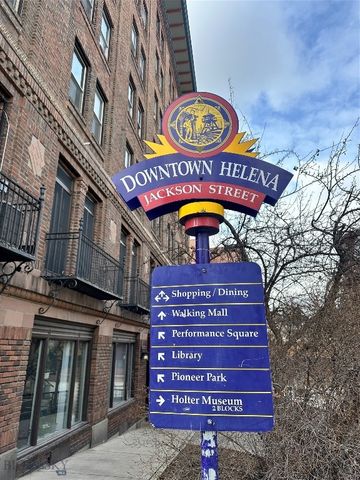 DOWNTOWN HELENA
JACKSON STREET
Shopping / Dining
Walking Mall
Performance Square
Library
Pioneer Park
Holter Museum
2 BLOCKS